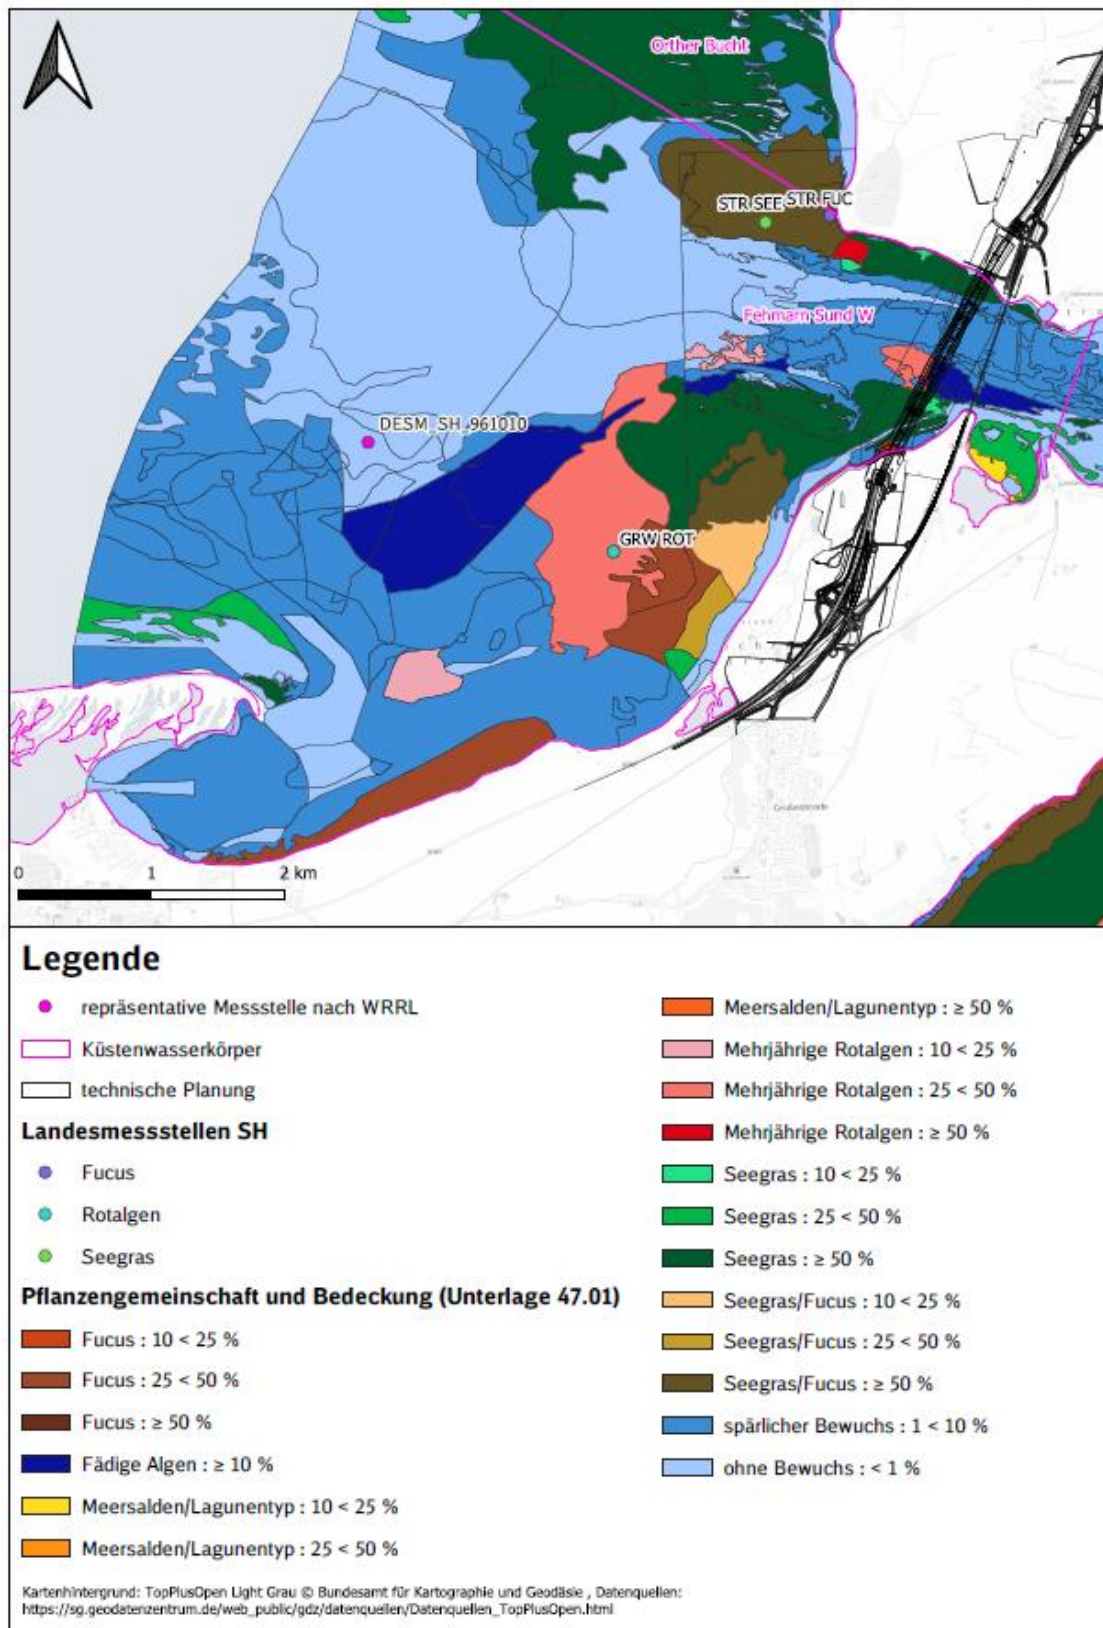 Orther Bucht
STR SEE STR FUC
Fehmarn Sund W
DESM_SH_961010
GRW ROT
0 1 2 km
Legende
repräsentative Messstelle nach WRRL
Küstenwasserkörper
technische Planung
Landesmessstellen SH
Fucus
Rotalgen
Seegras
Pflanzengemeinschaft und Bedeckung (Unterlage 47.01)
Fucus : 10 < 25 %
Fucus : 25 < 50 %
Fucus : ≥ 50 %
Fädige Algen : ≥ 10 %
Meersalden/Lagunentyp : 10 < 25 %
Meersalden/Lagunentyp : 25 < 50 %
Meersalden/Lagunentyp : ≥ 50 %
Mehrjährige Rotalgen : 10 < 25 %
Mehrjährige Rotalgen : 25 < 50 %
Mehrjährige Rotalgen : ≥ 50 %
Seegras : 10 < 25 %
Seegras : 25 < 50 %
Seegras : ≥ 50 %
Seegras/Fucus : 10 < 25 %
Seegras/Fucus : 25 < 50 %
Seegras/Fucus : ≥ 50 %
spärlicher Bewuchs : 1 < 10 %
ohne Bewuchs : < 1 %
Kartenhintergrund: TopPlusOpen Light Grau © Bundesamt für Kartographie und Geodäsie , Datenquellen:
https://sg.geodatenzentrum.de/web_public/gdz/datenquellen/Datenquellen_TopPlusOpen.html